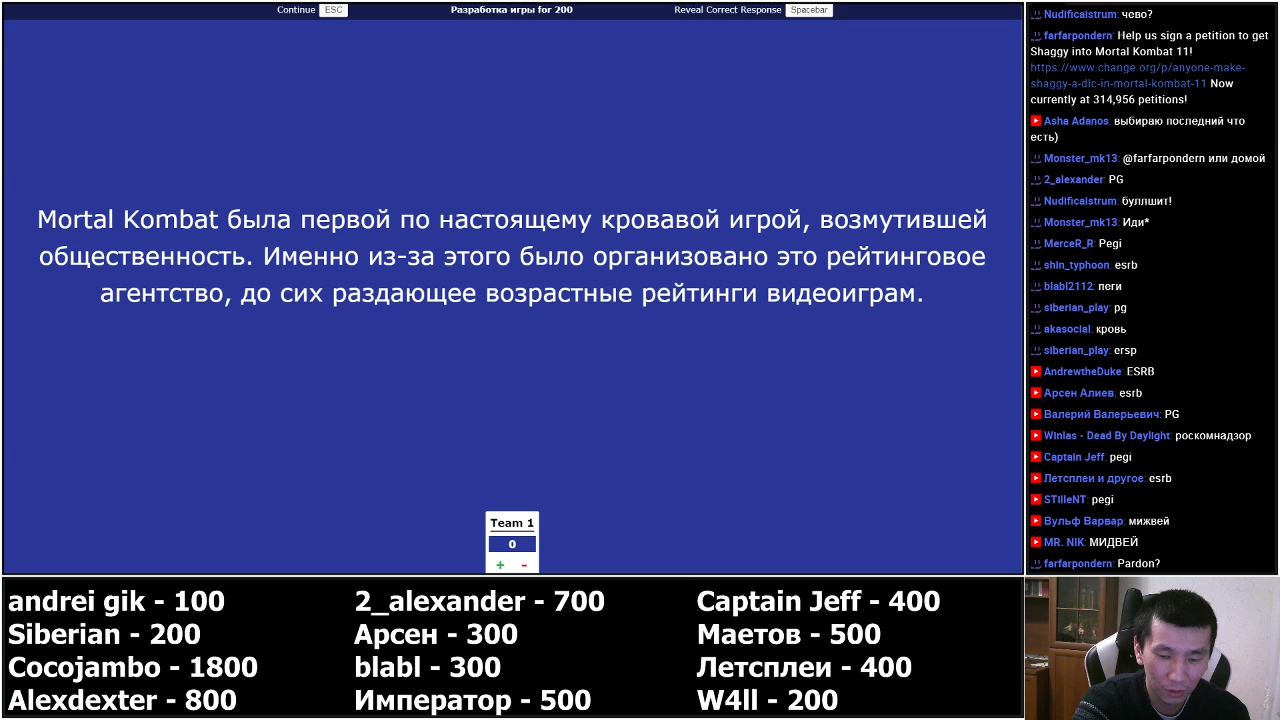 Continue ESC Разработка игры for 200 Reveal Correct Response Spacebar
Mortal Kombat была первой по настоящему кровавой игрой, возмутившей
общественность. Именно из-за этого было организовано это рейтинговое
агентство, до сих раздающее возрастные рейтинги видеоиграм.
Team 1
0
+ -
Nudificaistrum: чево?
farfarpondern: Help us sign a petition to get
Shaggy into Mortal Kombat 11!
https://www.change.org/p/anyone-make-
shaggy-a-dlc-in-mortal-kombat-11 Now
currently at 314,956 petitions!
Asha Adanos: выбираю последний что
есть)
Monster_mk13: @farfarpondern или домой
2_alexander: PG
Nudificaistrum: буллшит!
Monster_mk13: Иди*
MerceR_R: Pegi
shin_typhoon: esrb
blabl2112: пеги
siberian_play: pg
akasocial: кровь
siberian_play: ersp
AndrewtheDuke: ESRB
Арсен Алиев: esrb
Валерий Валерьевич: PG
Winlas - Dead By Daylight: роскомнадзор
Captain Jeff: pegi
Летсплеи и другое: esrb
STilleNT: pegi
Вульф Варвар: мижвей
MR. NIK: МИДВЕЙ
farfarpondern: Pardon?
andrei gik - 100 2_alexander - 700 Captain Jeff - 400
Siberian - 200 Арсен - 300 Маетов - 500
Cocojambo - 1800 blabl - 300 Летсплеи - 400
Alexdexter - 800 Император - 500 W4ll - 200